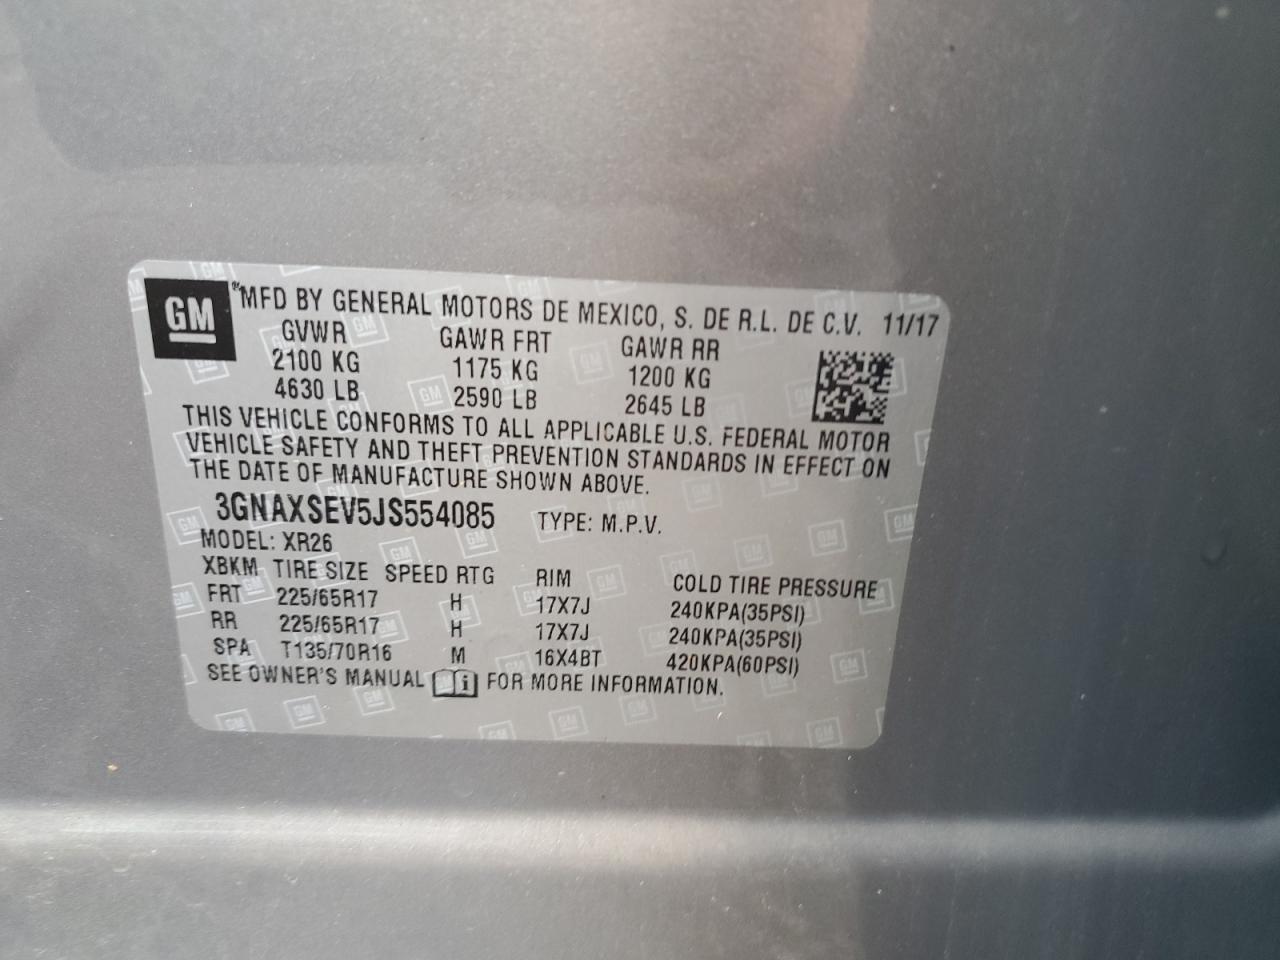 GM ® MFD BY GENERAL MOTORS DE MEXICO, S. DE R.L. DE C.V. 11/17
GVWR GAWR FRT GAWR RR
2100 KG 1175 KG 1200 KG
4630 LB 2590 LB 2645 LB
THIS VEHICLE CONFORMS TO ALL APPLICABLE U.S. FEDERAL MOTOR
VEHICLE SAFETY AND THEFT PREVENTION STANDARDS IN EFFECT ON
THE DATE OF MANUFACTURE SHOWN ABOVE.
3GNAXSEV5JS554085 TYPE: M.P.V.
MODEL: XR26
XBKM TIRE SIZE SPEED RTG RIM COLD TIRE PRESSURE
FRT 225/65R17 H 17X7J 240KPA(35PSI)
RR 225/65R17 H 17X7J 240KPA(35PSI)
SPA T135/70R16 M 16X4BT 420KPA(60PSI)
SEE OWNER'S MANUAL i FOR MORE INFORMATION.